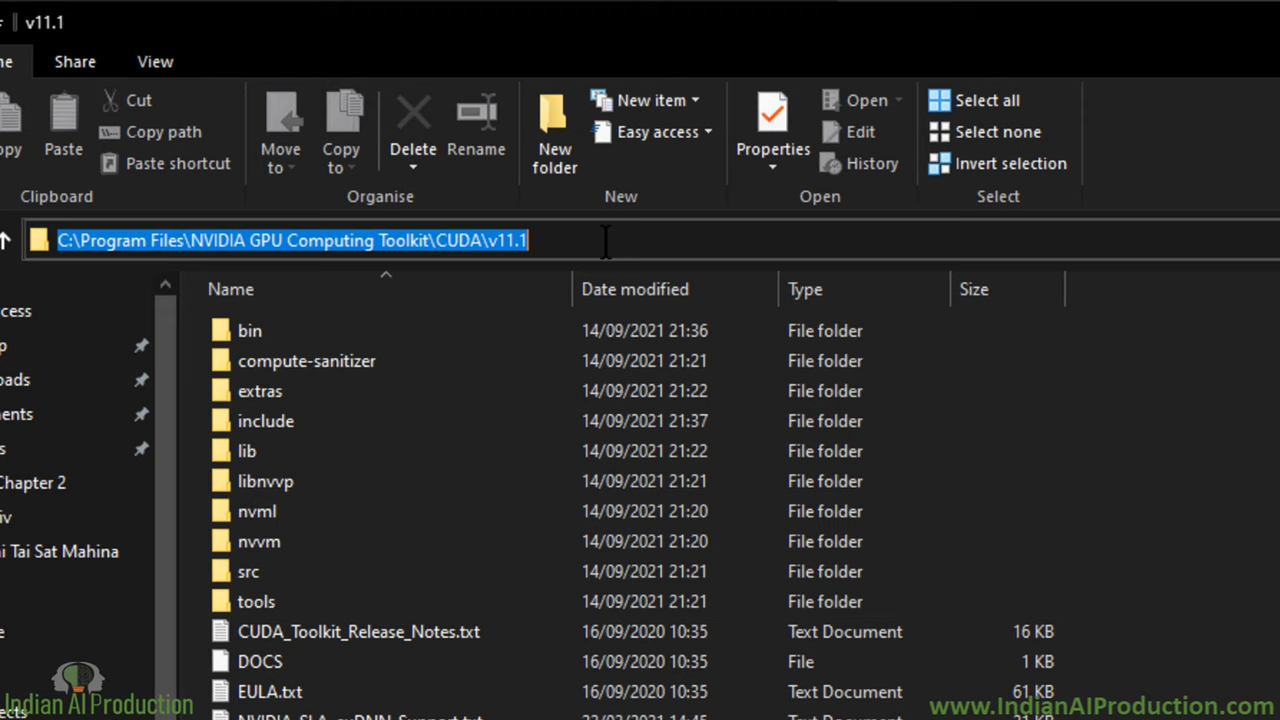 v11.1
Share View
Cut
Copy path
Paste Paste shortcut
Clipboard
Move to
Copy to
Delete Rename
Organise
New folder
New item
Easy access
New
Properties
Open
Edit
History
Open
Select all
Select none
Invert selection
Select
C:\Program Files\NVIDIA GPU Computing Toolkit\CUDA\v11.1
Name Date modified Type Size
bin 14/09/2021 21:36 File folder
compute-sanitizer 14/09/2021 21:21 File folder
extras 14/09/2021 21:22 File folder
include 14/09/2021 21:37 File folder
lib 14/09/2021 21:22 File folder
libnvvp 14/09/2021 21:21 File folder
nvml 14/09/2021 21:20 File folder
nvvm 14/09/2021 21:20 File folder
src 14/09/2021 21:21 File folder
tools 14/09/2021 21:21 File folder
CUDA_Toolkit_Release_Notes.txt 16/09/2020 10:35 Text Document 16 KB
DOCS 16/09/2020 10:35 File 1 KB
EULA.txt 16/09/2020 10:35 Text Document 61 KB
Chapter 2
Tai Sat Mahina
Indian AI Production
www.IndianAIProduction.com